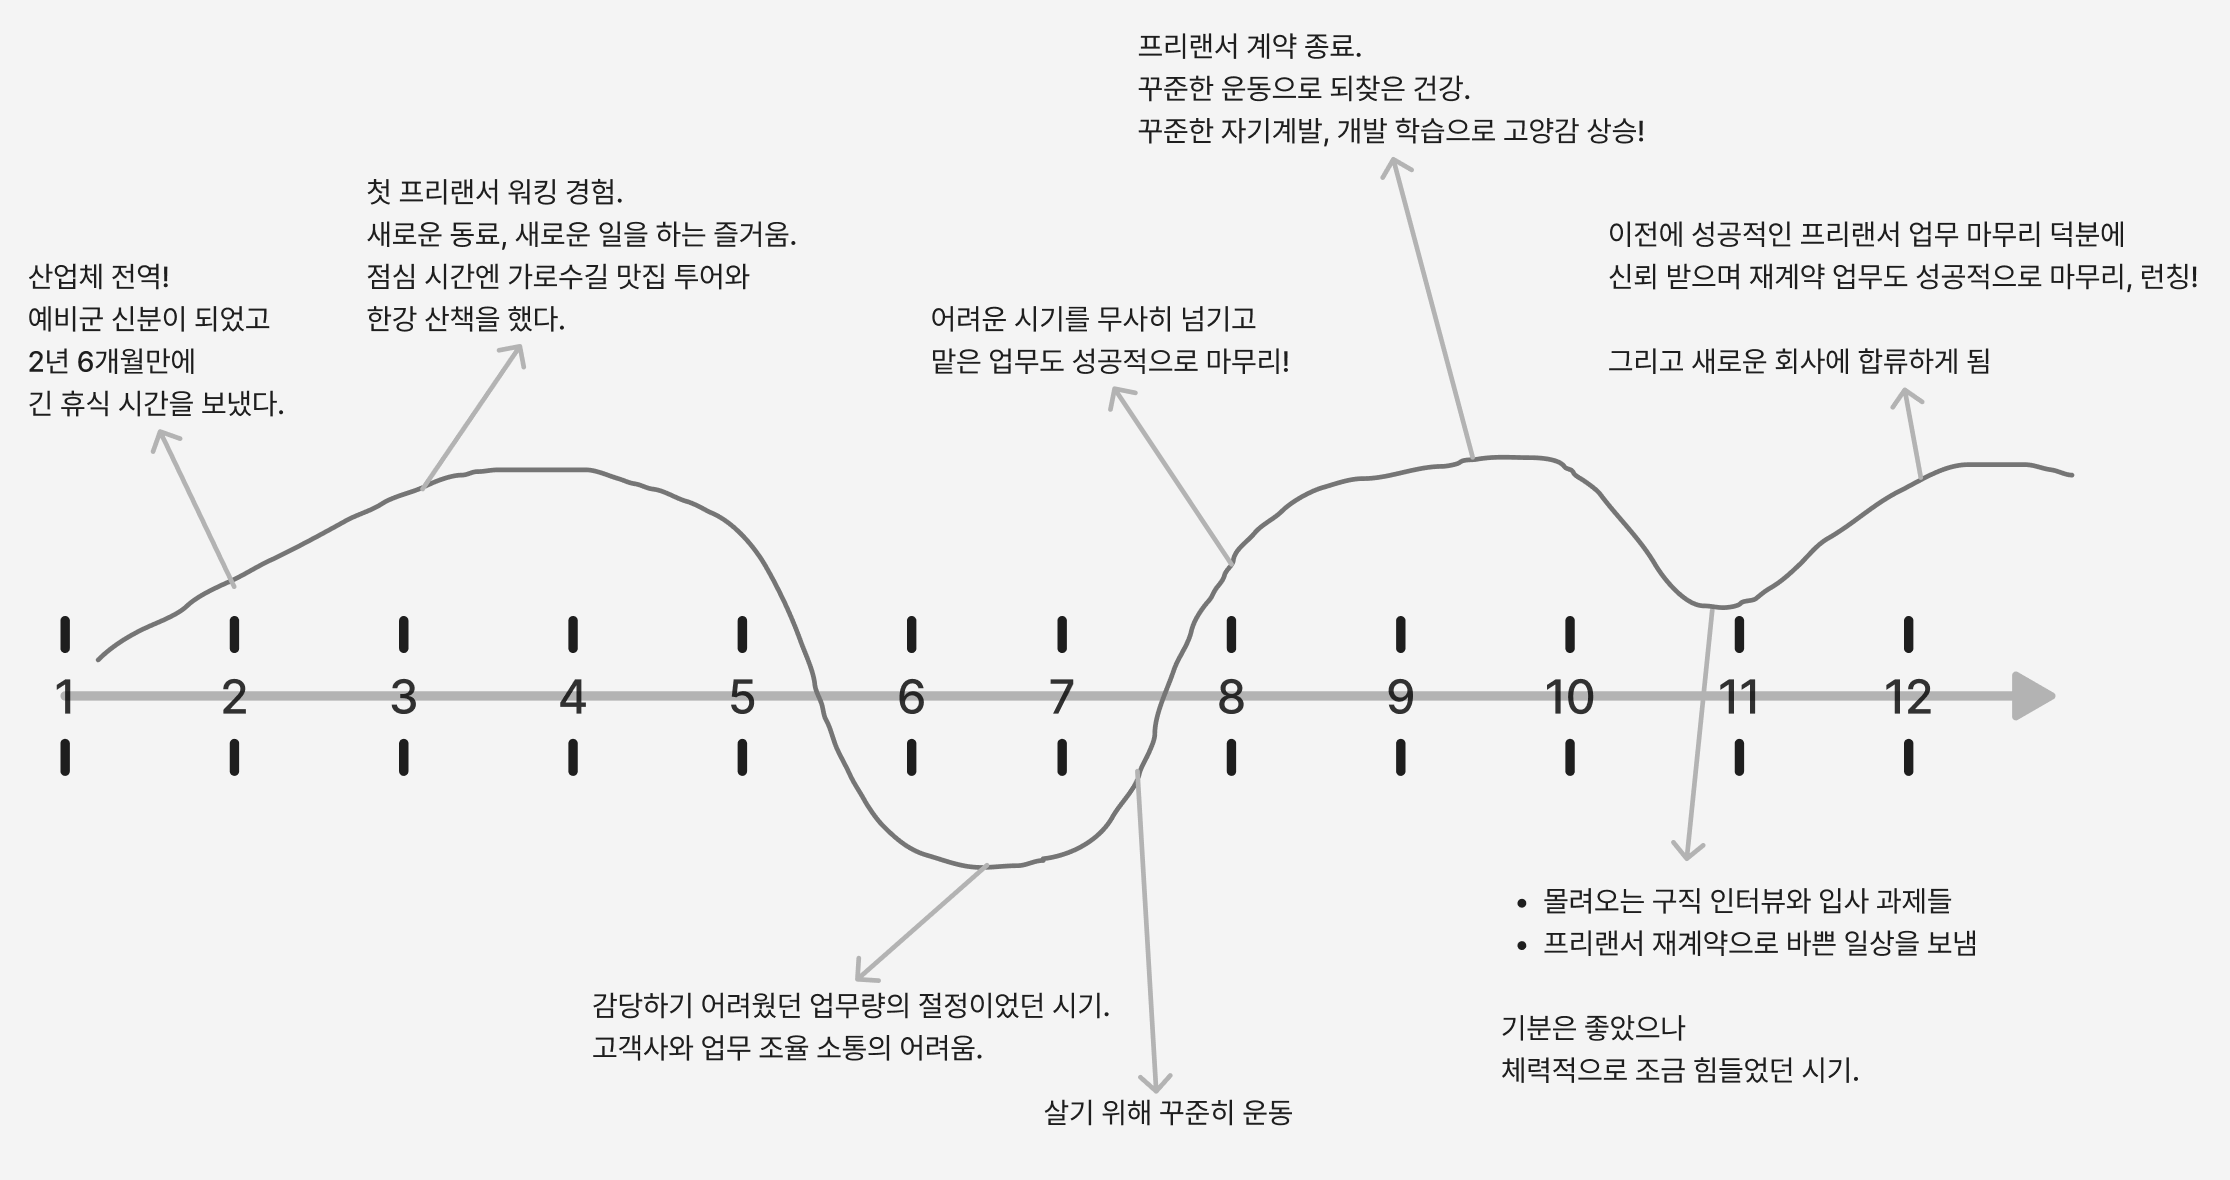 프리랜서 계약 종료.
꾸준한 운동으로 되찾은 건강.
꾸준한 자기계발, 개발 학습으로 고양감 상승!
첫 프리랜서 워킹 경험.
새로운 동료, 새로운 일을 하는 즐거움.
점심 시간엔 가로수길 맛집 투어와
한강 산책을 했다.
이전에 성공적인 프리랜서 업무 마무리 덕분에
신뢰 받으며 재계약 업무도 성공적으로 마무리, 런칭!
그리고 새로운 회사에 합류하게 됨
산업체 전역!
예비군 신분이 되었고
2년 6개월만에
긴 휴식 시간을 보냈다.
어려운 시기를 무사히 넘기고
맡은 업무도 성공적으로 마무리!
1 2 3 4 5 6 7 8 9 10 11 12
• 몰려오는 구직 인터뷰와 입사 과제들
• 프리랜서 재계약으로 바쁜 일상을 보냄
기분은 좋았으나
체력적으로 조금 힘들었던 시기.
감당하기 어려웠던 업무량의 절정이었던 시기.
고객사와 업무 조율 소통의 어려움.
살기 위해 꾸준히 운동